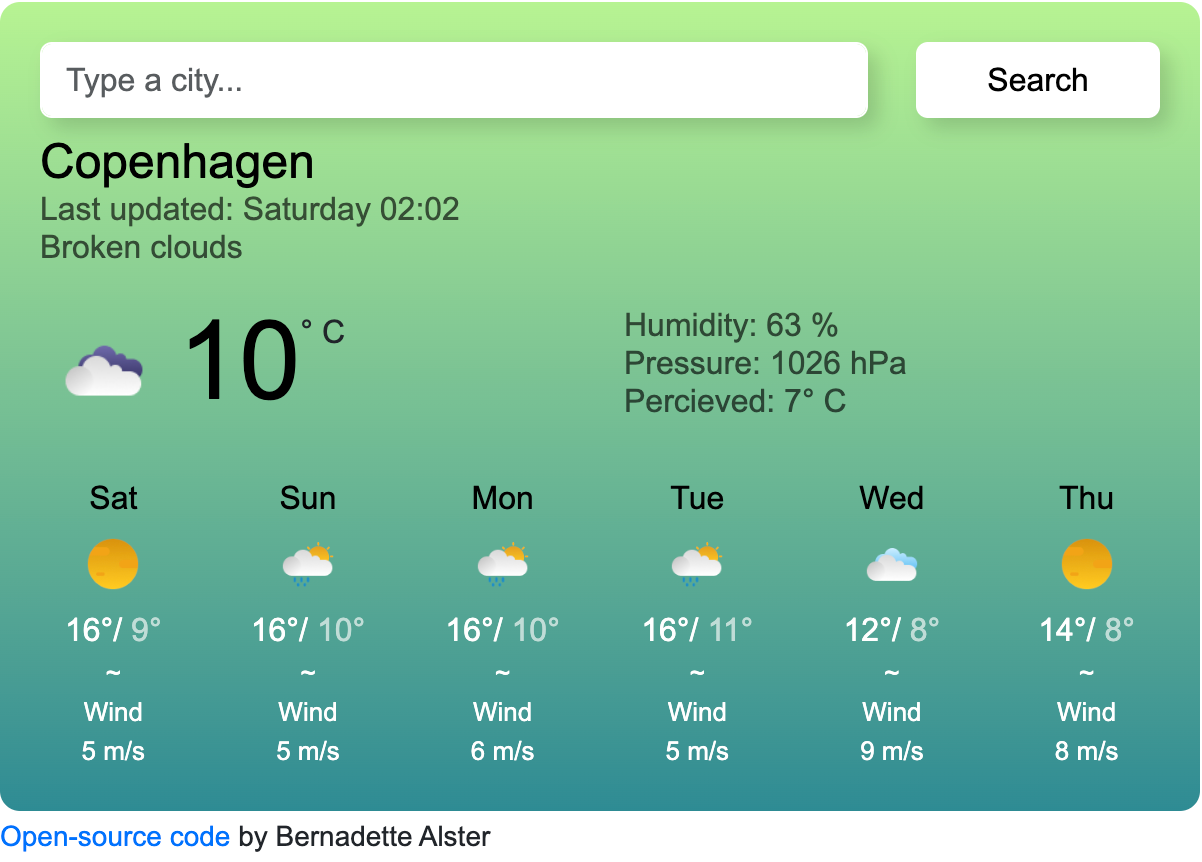 Type a city...
Search
Copenhagen
Last updated: Saturday 02:02
Broken clouds
10 ° C
Humidity: 63 %
Pressure: 1026 hPa
Percieved: 7° C
Sat Sun Mon Tue Wed Thu
16°/ 9° 16°/ 10° 16°/ 10° 16°/ 11° 12°/ 8° 14°/ 8°
~ ~ ~ ~ ~ ~
Wind Wind Wind Wind Wind Wind
5 m/s 5 m/s 6 m/s 5 m/s 9 m/s 8 m/s
Open-source code by Bernadette Alster